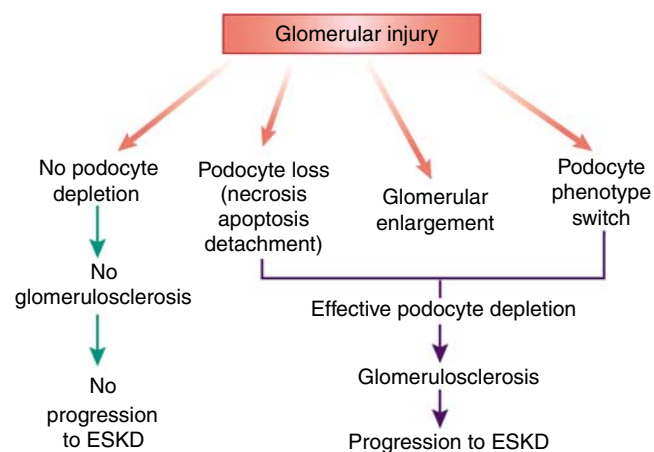 Glomerular injury
No podocyte
depletion
Podocyte loss
(necrosis
apoptosis
detachment)
Glomerular
enlargement
Podocyte
phenotype
switch
No
glomerulosclerosis
Effective podocyte depletion
No
progression
to ESKD
Glomerulosclerosis
Progression to ESKD